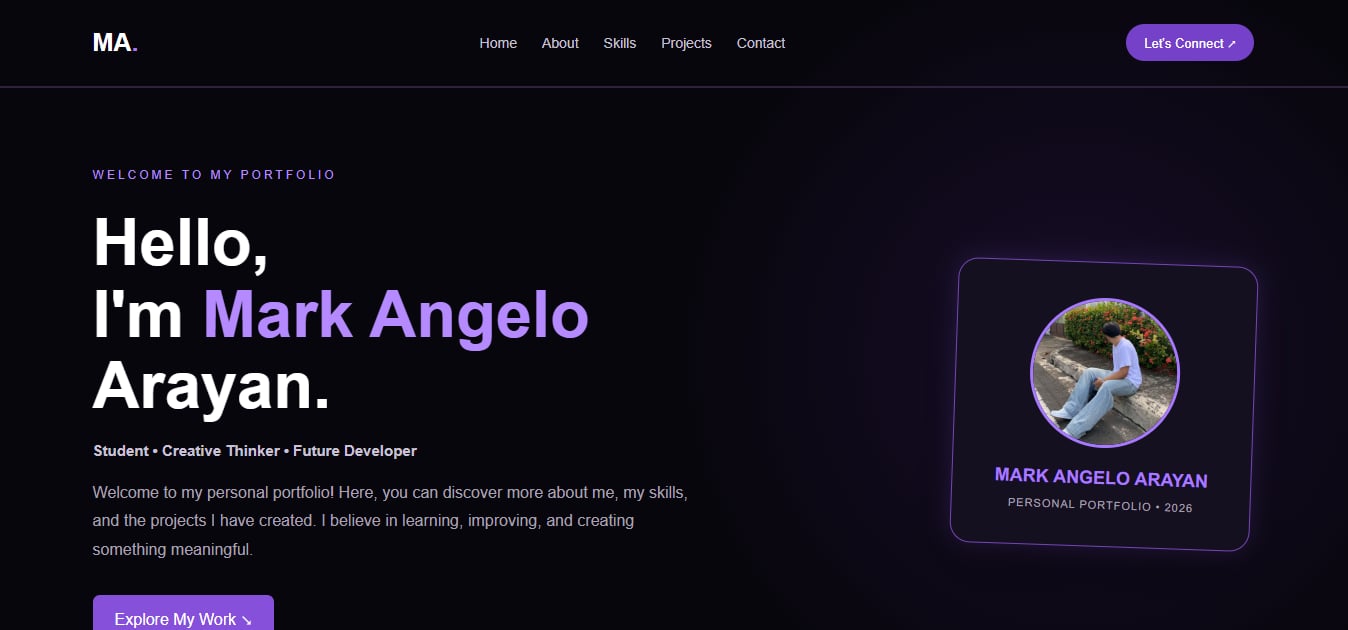 MA.
Home About Skills Projects Contact
Let's Connect ↗
WELCOME TO MY PORTFOLIO
Hello,
I'm Mark Angelo
Arayan.
Student • Creative Thinker • Future Developer
Welcome to my personal portfolio! Here, you can discover more about me, my skills,
and the projects I have created. I believe in learning, improving, and creating
something meaningful.
Explore My Work ↘
MARK ANGELO ARAYAN
PERSONAL PORTFOLIO • 2026